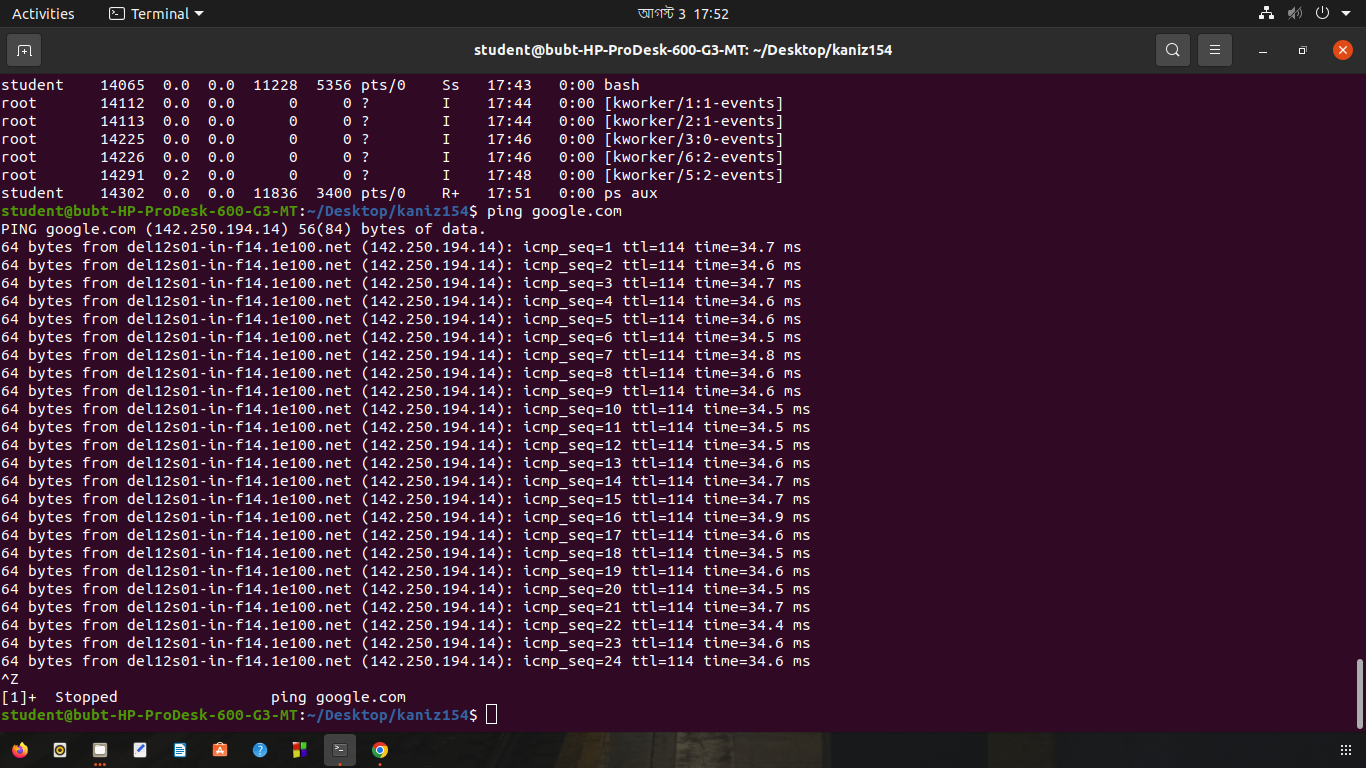 Activities Terminal আগস্ট 3 17:52
student@bubt-HP-ProDesk-600-G3-MT: ~/Desktop/kaniz154
student 14065 0.0 0.0 11228 5356 pts/0 Ss 17:43 0:00 bash
root 14112 0.0 0.0 0 0 ? I 17:44 0:00 [kworker/1:1-events]
root 14113 0.0 0.0 0 0 ? I 17:44 0:00 [kworker/2:1-events]
root 14225 0.0 0.0 0 0 ? I 17:46 0:00 [kworker/3:0-events]
root 14226 0.0 0.0 0 0 ? I 17:46 0:00 [kworker/6:2-events]
root 14291 0.2 0.0 0 0 ? I 17:48 0:00 [kworker/5:2-events]
student 14302 0.0 0.0 11836 3400 pts/0 R+ 17:51 0:00 ps aux
student@bubt-HP-ProDesk-600-G3-MT:~/Desktop/kaniz154$ ping google.com
PING google.com (142.250.194.14) 56(84) bytes of data.
64 bytes from del12s01-in-f14.1e100.net (142.250.194.14): icmp_seq=1 ttl=114 time=34.7 ms
64 bytes from del12s01-in-f14.1e100.net (142.250.194.14): icmp_seq=2 ttl=114 time=34.6 ms
64 bytes from del12s01-in-f14.1e100.net (142.250.194.14): icmp_seq=3 ttl=114 time=34.7 ms
64 bytes from del12s01-in-f14.1e100.net (142.250.194.14): icmp_seq=4 ttl=114 time=34.6 ms
64 bytes from del12s01-in-f14.1e100.net (142.250.194.14): icmp_seq=5 ttl=114 time=34.6 ms
64 bytes from del12s01-in-f14.1e100.net (142.250.194.14): icmp_seq=6 ttl=114 time=34.5 ms
64 bytes from del12s01-in-f14.1e100.net (142.250.194.14): icmp_seq=7 ttl=114 time=34.8 ms
64 bytes from del12s01-in-f14.1e100.net (142.250.194.14): icmp_seq=8 ttl=114 time=34.6 ms
64 bytes from del12s01-in-f14.1e100.net (142.250.194.14): icmp_seq=9 ttl=114 time=34.6 ms
64 bytes from del12s01-in-f14.1e100.net (142.250.194.14): icmp_seq=10 ttl=114 time=34.5 ms
64 bytes from del12s01-in-f14.1e100.net (142.250.194.14): icmp_seq=11 ttl=114 time=34.5 ms
64 bytes from del12s01-in-f14.1e100.net (142.250.194.14): icmp_seq=12 ttl=114 time=34.5 ms
64 bytes from del12s01-in-f14.1e100.net (142.250.194.14): icmp_seq=13 ttl=114 time=34.6 ms
64 bytes from del12s01-in-f14.1e100.net (142.250.194.14): icmp_seq=14 ttl=114 time=34.7 ms
64 bytes from del12s01-in-f14.1e100.net (142.250.194.14): icmp_seq=15 ttl=114 time=34.7 ms
64 bytes from del12s01-in-f14.1e100.net (142.250.194.14): icmp_seq=16 ttl=114 time=34.9 ms
64 bytes from del12s01-in-f14.1e100.net (142.250.194.14): icmp_seq=17 ttl=114 time=34.6 ms
64 bytes from del12s01-in-f14.1e100.net (142.250.194.14): icmp_seq=18 ttl=114 time=34.5 ms
64 bytes from del12s01-in-f14.1e100.net (142.250.194.14): icmp_seq=19 ttl=114 time=34.6 ms
64 bytes from del12s01-in-f14.1e100.net (142.250.194.14): icmp_seq=20 ttl=114 time=34.5 ms
64 bytes from del12s01-in-f14.1e100.net (142.250.194.14): icmp_seq=21 ttl=114 time=34.7 ms
64 bytes from del12s01-in-f14.1e100.net (142.250.194.14): icmp_seq=22 ttl=114 time=34.4 ms
64 bytes from del12s01-in-f14.1e100.net (142.250.194.14): icmp_seq=23 ttl=114 time=34.6 ms
64 bytes from del12s01-in-f14.1e100.net (142.250.194.14): icmp_seq=24 ttl=114 time=34.6 ms
^Z
[1]+ Stopped ping google.com
student@bubt-HP-ProDesk-600-G3-MT:~/Desktop/kaniz154$